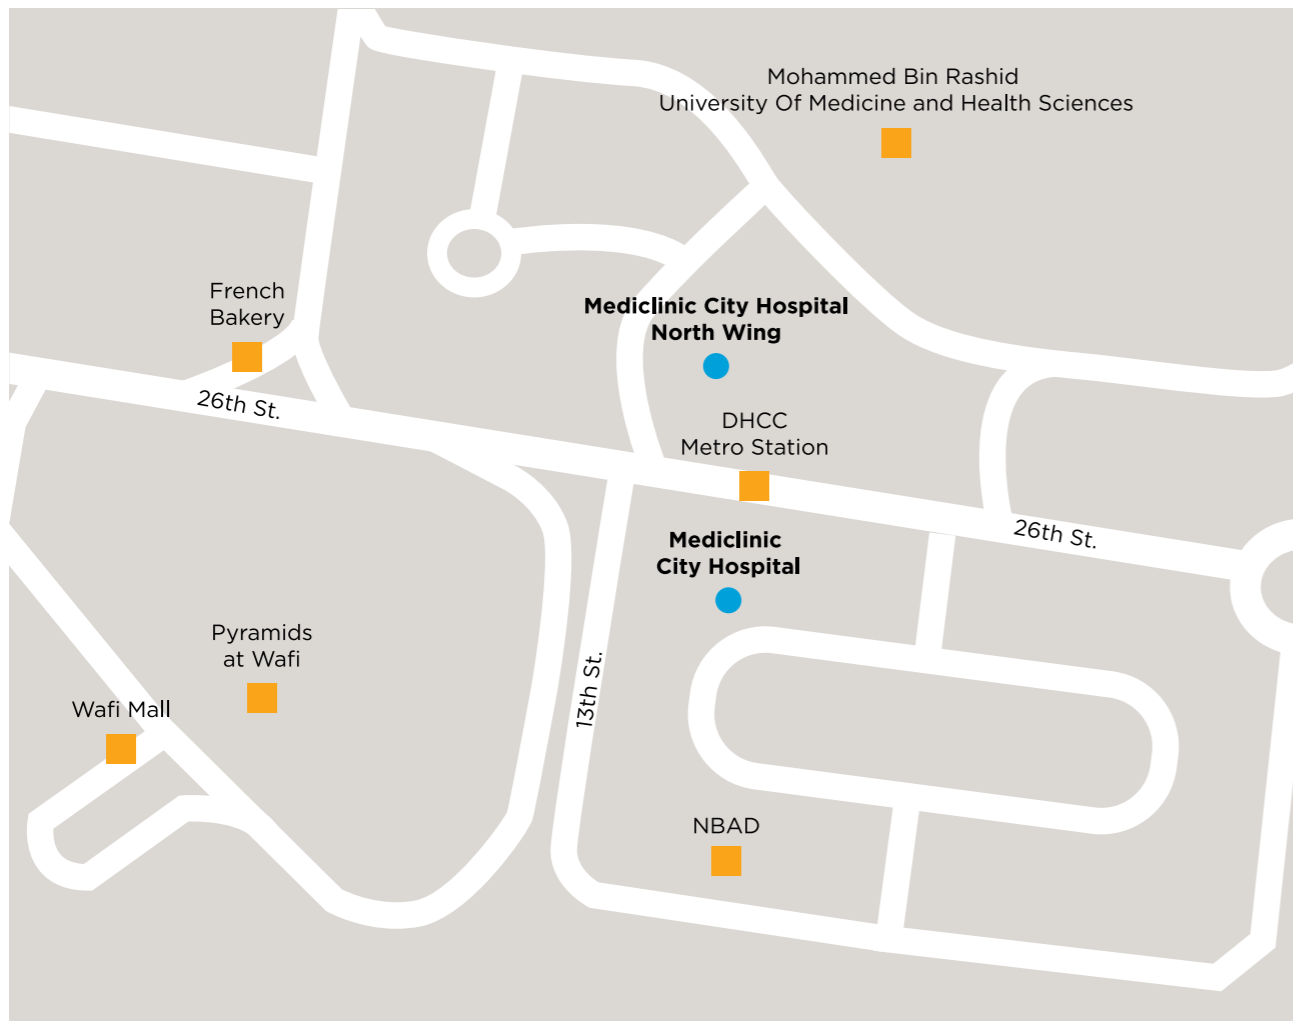 Mohammed Bin Rashid
University Of Medicine and Health Sciences
French
Bakery
Mediclinic City Hospital
North Wing
26th St.
DHCC
Metro Station
26th St.
Mediclinic
City Hospital
Pyramids
at Wafi
13th St.
Wafi Mall
NBAD